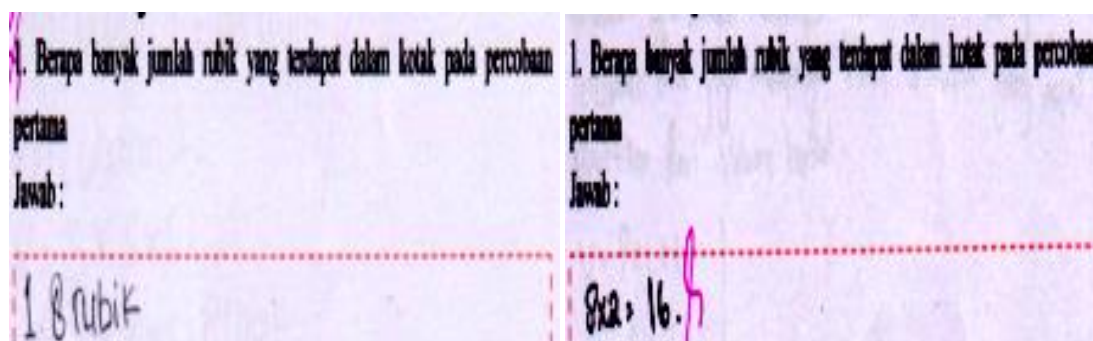 1. Berapa banyak jumlah rubik yang terdapat dalam kotak pada percobaan
pertama
Jawab :
1 8 rubik
1. Berapa banyak jumlah rubik yang terdapat dalam kotak pada percobaan
pertama
Jawab :
8x2 = 16.